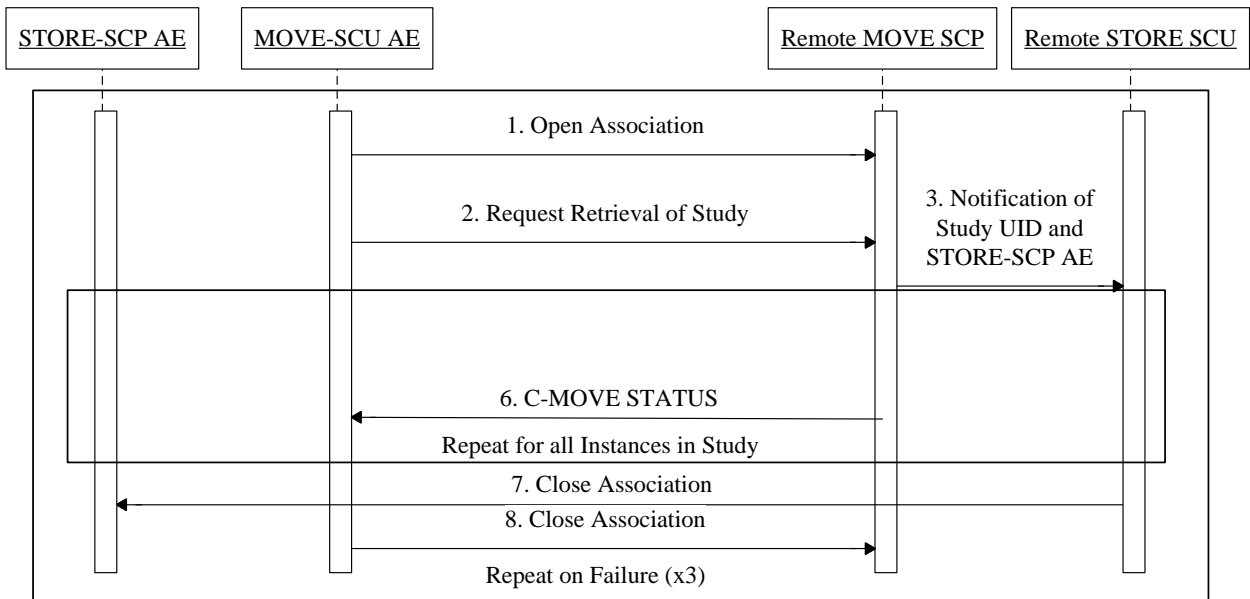 STORE-SCP AE
MOVE-SCU AE
Remote MOVE SCP
Remote STORE SCU
1. Open Association
2. Request Retrieval of Study
3. Notification of
Study UID and
STORE-SCP AE
6. C-MOVE STATUS
Repeat for all Instances in Study
7. Close Association
8. Close Association
Repeat on Failure (x3)